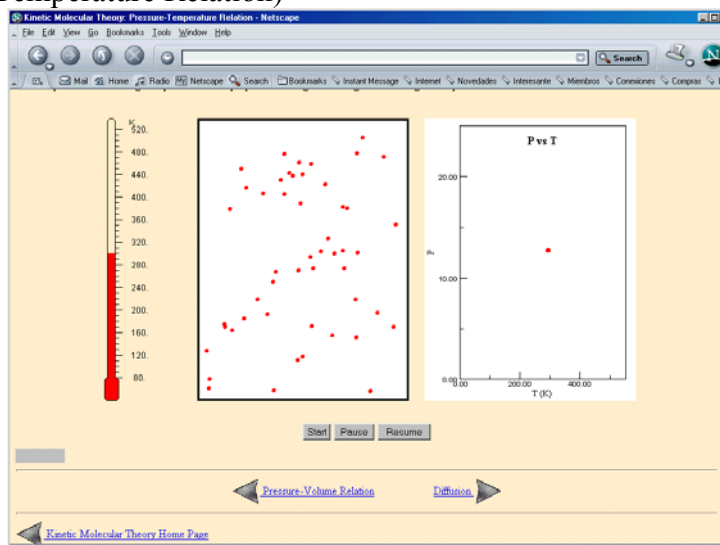 Temperature Relation)
Kinetic Molecular Theory: Pressure-Temperature Relation - Netscape
File Edit View Go Bookmarks Tools Window Help
Search
Mail Home Radio Netscape Search Bookmarks Instant Message Internet Novedades Interesante Miembros Conexiones Compras
K
520.
480.
440.
400.
360.
320.
280.
240.
200.
160.
120.
80.
P vs T
20.00
P
10.00
0.00
0.00 200.00 400.00
T (K)
Start Pause Resume
Pressure-Volume Relation Diffusion
Kinetic Molecular Theory Home Page